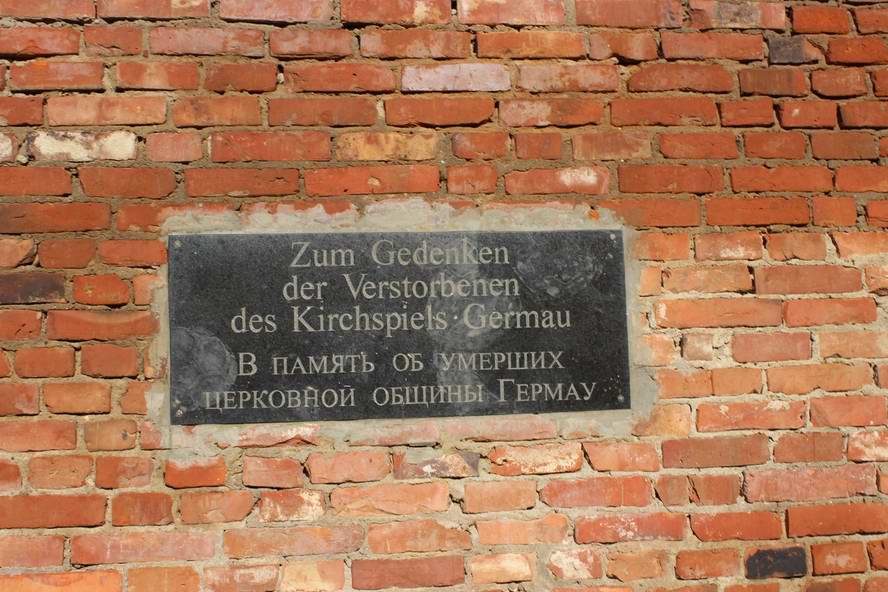 Zum Gedenken
der Verstorbenen
des Kirchspiels·Germau
В память об умерших
церковной общины Гермау